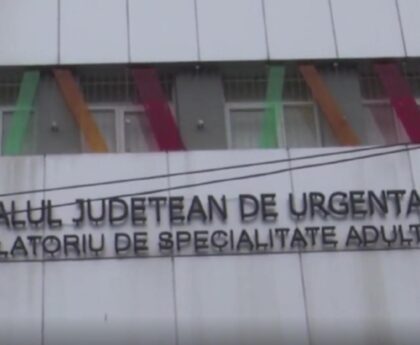 ALUL JUDETEAN DE URGENTA
LATORIU DE SPECIALITATE ADULT